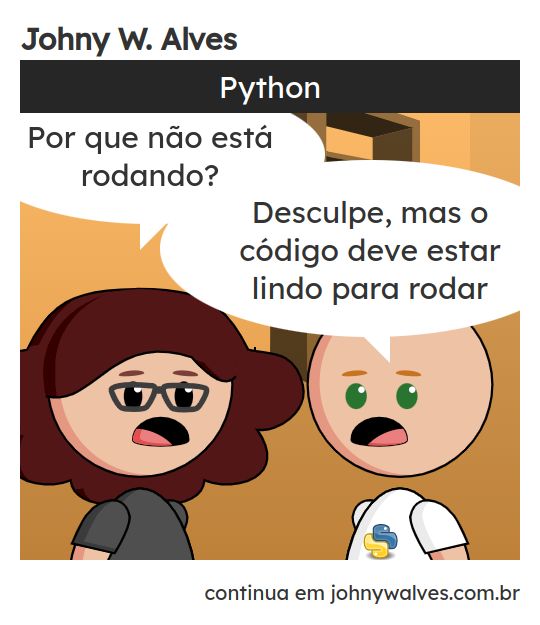 Johny W. Alves
Python
Por que não está
rodando?
Desculpe, mas o
código deve estar
lindo para rodar
continua em johnywalves.com.br